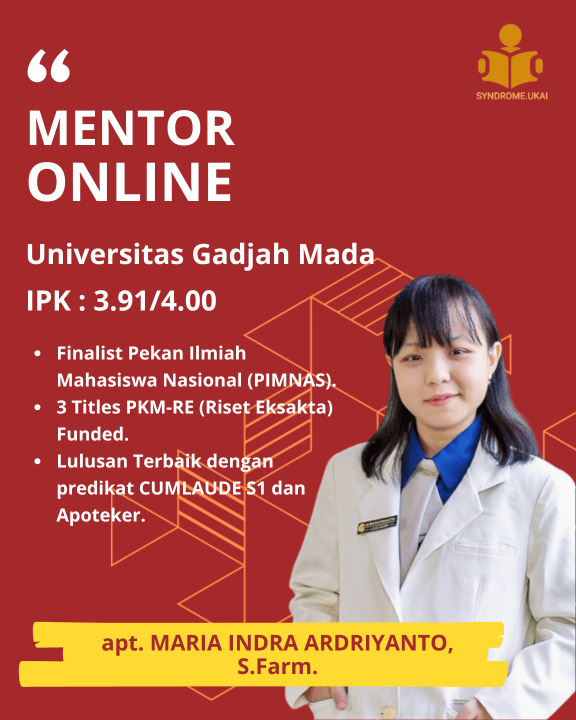 SYNDROME.UKAI
“
MENTOR
ONLINE
Universitas Gadjah Mada
IPK : 3.91/4.00
• Finalist Pekan Ilmiah
Mahasiswa Nasional (PIMNAS).
• 3 Titles PKM-RE (Riset Eksakta)
Funded.
• Lulusan Terbaik dengan
predikat CUMLAUDE S1 dan
Apoteker.
apt. MARIA INDRA ARDRIYANTO,
S.Farm.